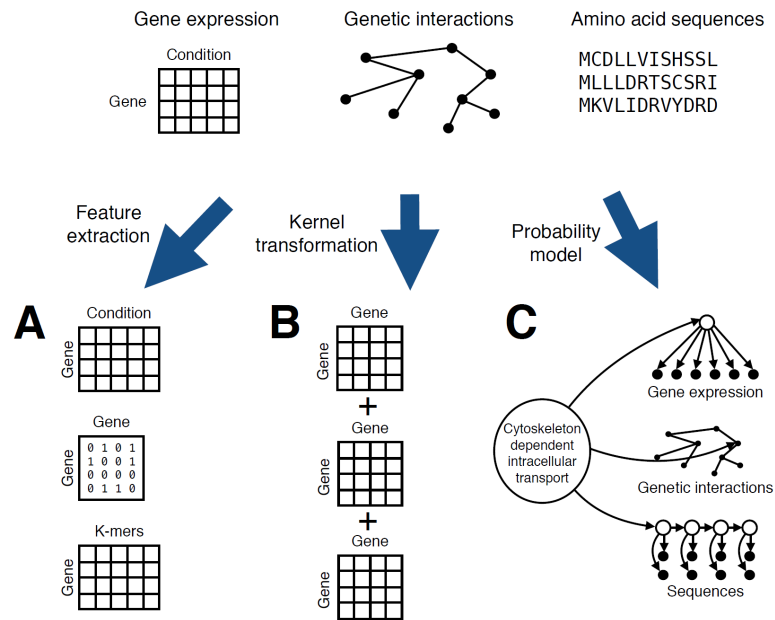 Gene expression
Genetic interactions
Amino acid sequences
Condition
Gene
MCDLLVISHSSL
MLLLDRTSCSRI
MKVLIDRVYDRD
Feature
extraction
Kernel
transformation
Probability
model
A
Condition
Gene
Gene
Gene
0 1 0 1
1 0 0 1
0 0 0 0
0 1 1 0
K-mers
Gene
B
Gene
Gene
+
Gene
Gene
+
Gene
Gene
C
Gene expression
Cytoskeleton
dependent
intracellular
transport
Genetic interactions
Sequences